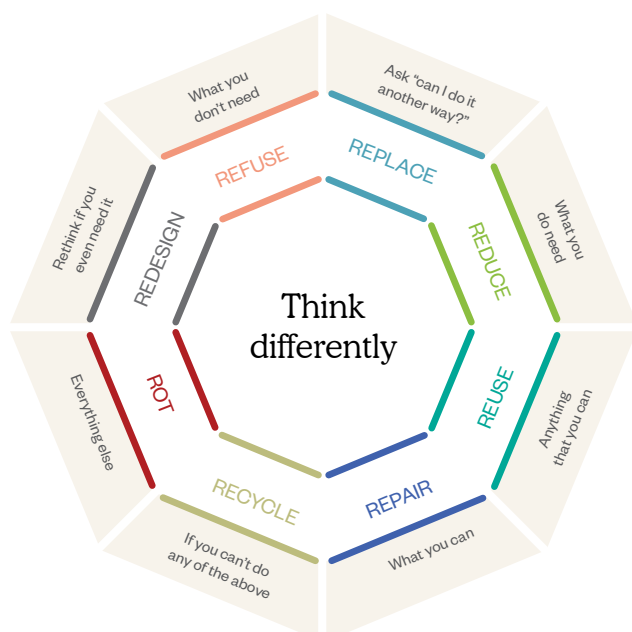 Think
differently
REFUSE
What you
don't need
REPLACE
Ask "can I do it
another way?"
REDUCE
What you
do need
REUSE
Anything
that you can
REPAIR
What you can
RECYCLE
If you can't do
any of the above
ROT
Everything else
REDESIGN
Rethink if you
even need it